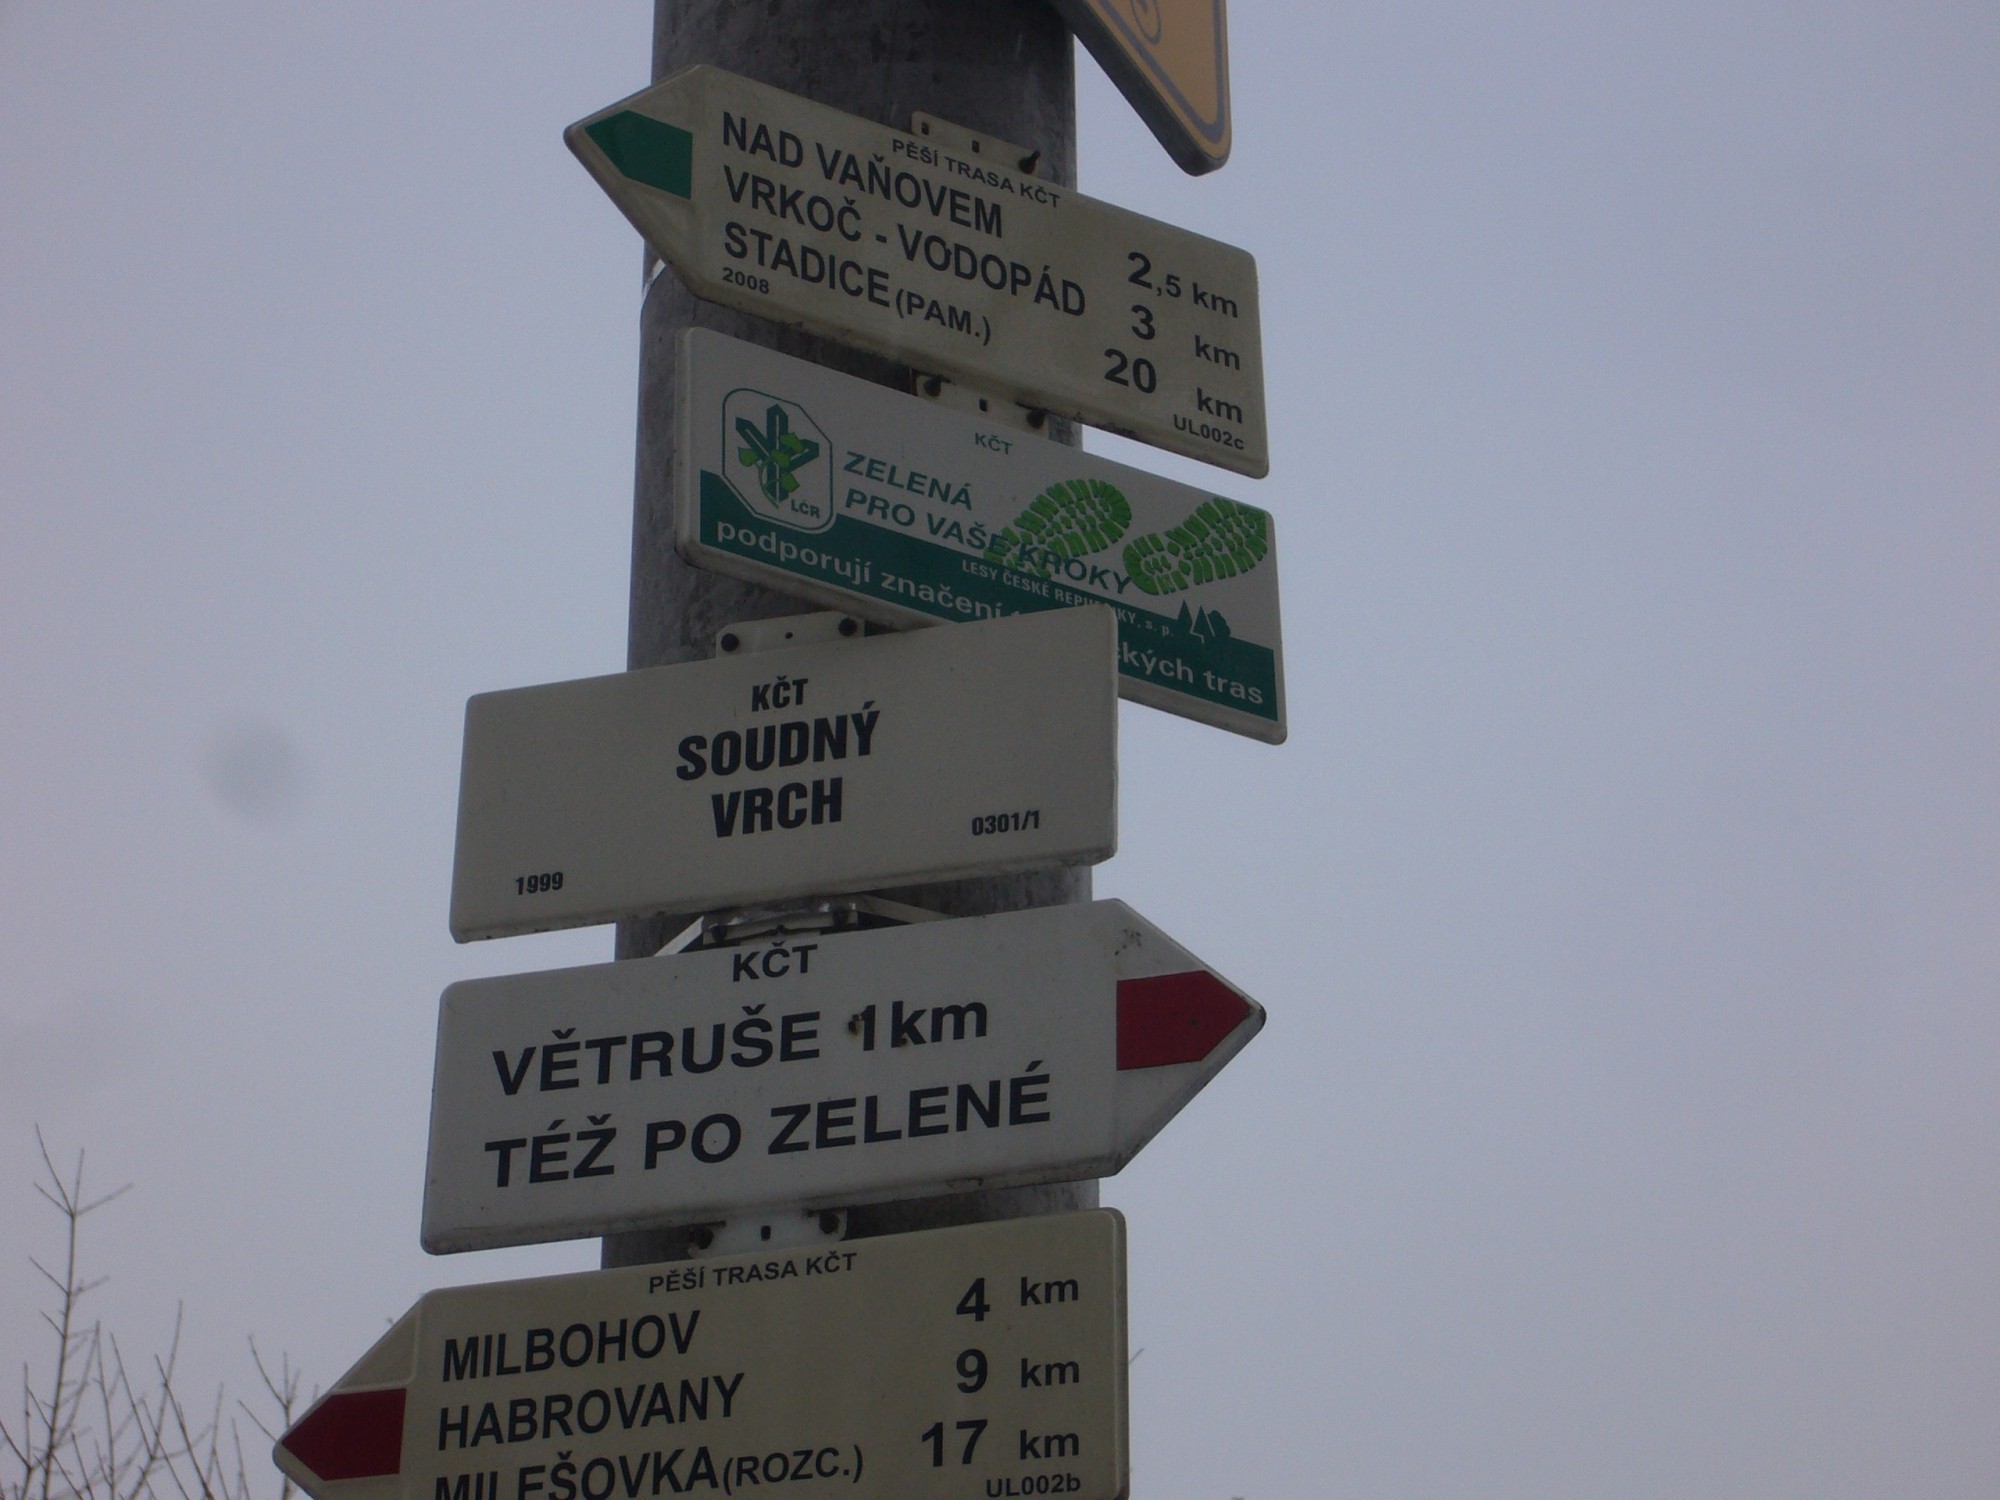 PĚŠÍ TRASA KČT
NAD VAŇOVEM 2,5 km
VRKOČ - VODOPÁD 3 km
STADICE (PAM.) 20 km
2008 UL002c
KČT
ZELENÁ
PRO VAŠE KROKY
LČR
LESY ČESKÉ REPUBLIKY, s. p.
podporují značení ckých tras
KČT
SOUDNÝ
VRCH
1999 0301/1
KČT
VĚTRUŠE 1km
TÉŽ PO ZELENÉ
PĚŠÍ TRASA KČT
MILBOHOV 4 km
HABROVANY 9 km
MILEŠOVKA (ROZC.) 17 km
UL002b